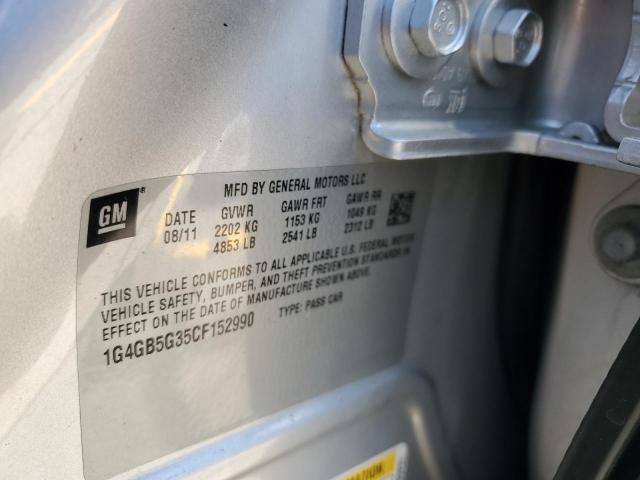 MFD BY GENERAL MOTORS LLC
GM ®
DATE GVWR GAWR FRT GAWR RR
08/11 2202 KG 1153 KG 1049 KG
4853 LB 2541 LB 2312 LB
THIS VEHICLE CONFORMS TO ALL APPLICABLE U.S. FEDERAL MOTOR
VEHICLE SAFETY, BUMPER, AND THEFT PREVENTION STANDARDS IN
EFFECT ON THE DATE OF MANUFACTURE SHOWN ABOVE.
1G4GB5G35CF152990 TYPE: PASS CAR